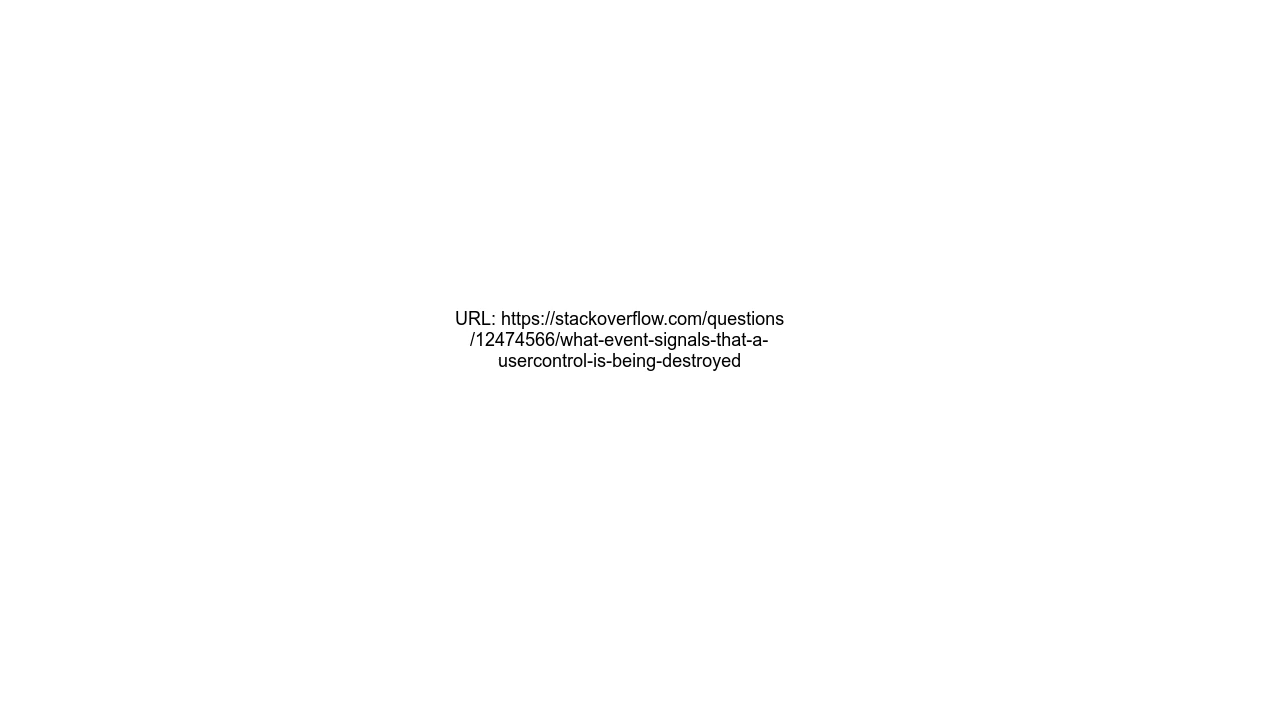 URL: https://stackoverflow.com/questions
/12474566/what-event-signals-that-a-
usercontrol-is-being-destroyed